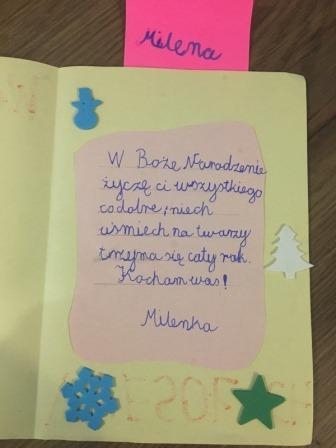 Milena
W Boże Narodzenie
życzę ci wszystkiego
co dobre, niech
uśmiech na twarzy
trzyma się cały rok.
Kocham was!
Milenka